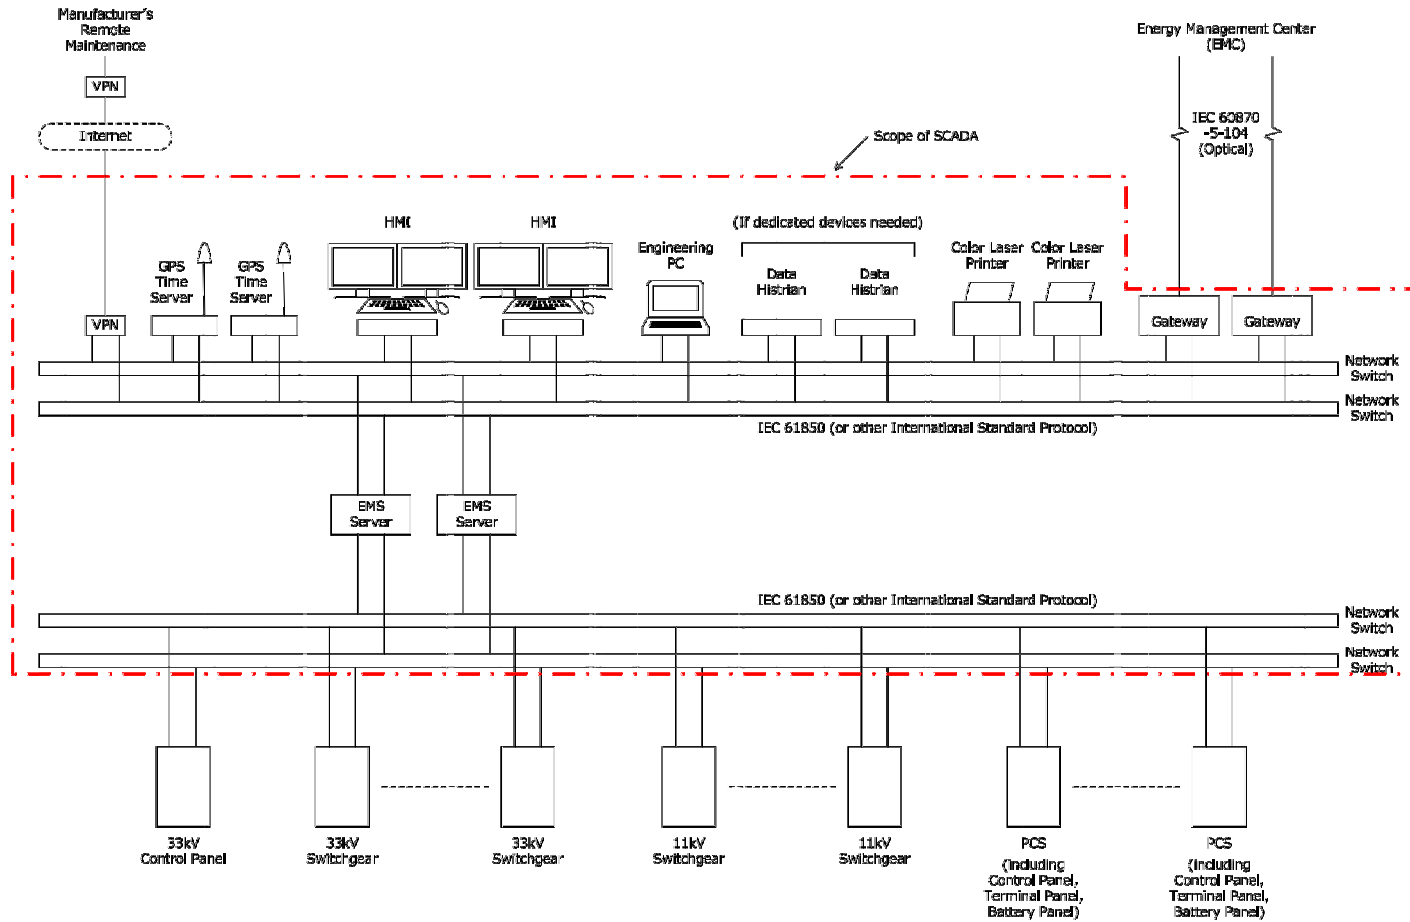 Manufacturer's
Remote
Maintenance
VPN
Internet
Energy Management Center
(EMC)
IEC 60870
-5-104
(Optical)
Scope of SCADA
HMI
HMI
(If dedicated devices needed)
GPS
Time
Server
GPS
Time
Server
Engineering
PC
Data
Histrian
Data
Histrian
Color Laser
Printer
Color Laser
Printer
VPN
Gateway
Gateway
Network
Switch
Network
Switch
IEC 61850 (or other International Standard Protocol)
EMS
Server
EMS
Server
IEC 61850 (or other International Standard Protocol)
Network
Switch
Network
Switch
33kV
Control Panel
33kV
Switchgear
33kV
Switchgear
11kV
Switchgear
11kV
Switchgear
PCS
(including
Control Panel,
Terminal Panel,
Battery Panel)
PCS
(including
Control Panel,
Terminal Panel,
Battery Panel)